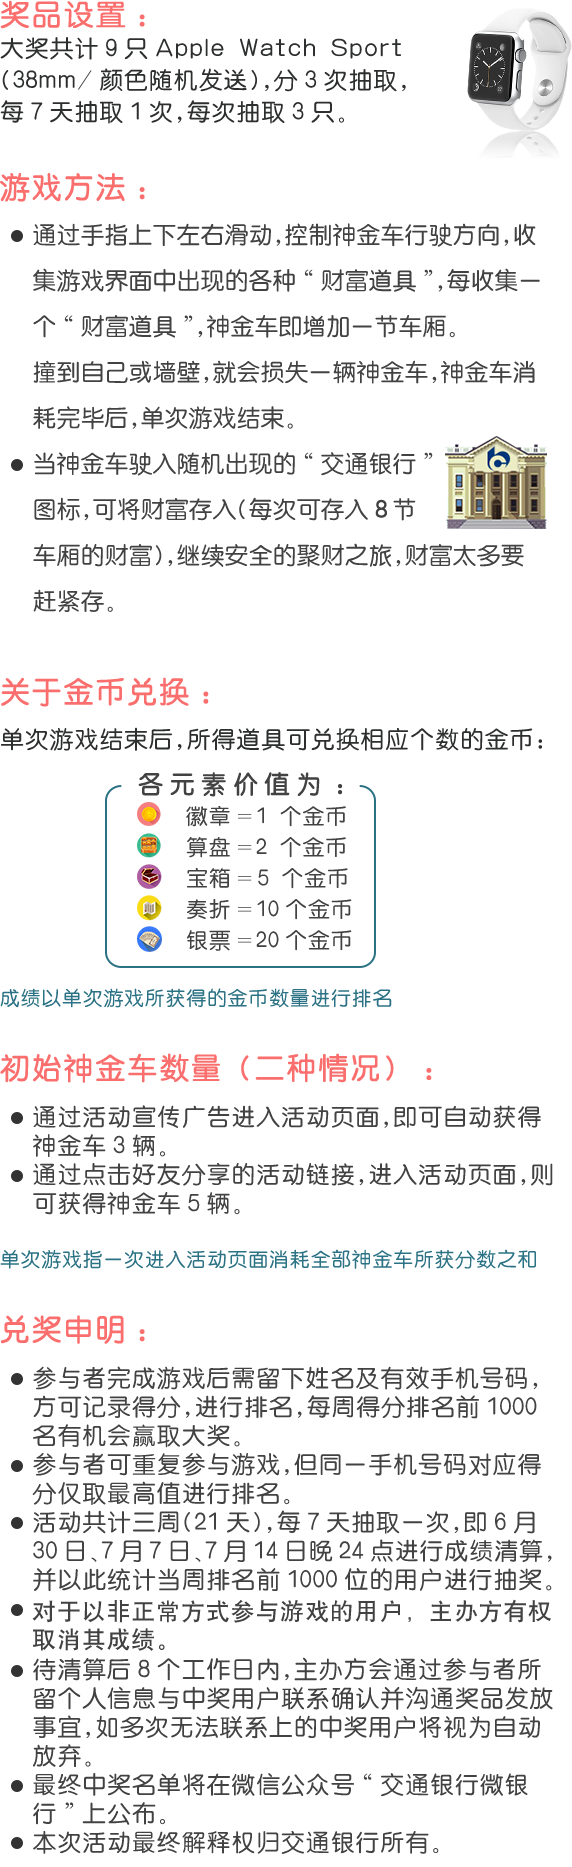 奖品设置：
大奖共计 9 只 Apple Watch Sport
(38mm/ 颜色随机发送),分 3 次抽取,
每 7 天抽取 1 次,每次抽取 3 只。
游戏方法：
● 通过手指上下左右滑动,控制神金车行驶方向,收
集游戏界面中出现的各种 “ 财富道具 ”,每收集一
个 “ 财富道具 ”,神金车即增加一节车厢。
撞到自己或墙壁,就会损失一辆神金车,神金车消
耗完毕后,单次游戏结束。
● 当神金车驶入随机出现的 “ 交通银行 ”
图标,可将财富存入(每次可存入 8 节
车厢的财富),继续安全的聚财之旅,财富太多要
赶紧存。
关于金币兑换：
单次游戏结束后,所得道具可兑换相应个数的金币:
各元素价值为：
徽章 =1 个金币
算盘 =2 个金币
宝箱 =5 个金币
奏折 =10 个金币
银票 =20 个金币
成绩以单次游戏所获得的金币数量进行排名
初始神金车数量（二种情况）：
● 通过活动宣传广告进入活动页面,即可自动获得
神金车 3 辆。
● 通过点击好友分享的活动链接,进入活动页面,则
可获得神金车 5 辆。
单次游戏指一次进入活动页面消耗全部神金车所获分数之和
兑奖申明：
● 参与者完成游戏后需留下姓名及有效手机号码,
方可记录得分,进行排名,每周得分排名前 1000
名有机会赢取大奖。
● 参与者可重复参与游戏,但同一手机号码对应得
分仅取最高值进行排名。
● 活动共计三周(21 天),每 7 天抽取一次,即 6 月
30 日、7 月 7 日、7 月 14 日晚 24 点进行成绩清算,
并以此统计当周排名前 1000 位的用户进行抽奖。
● 对于以非正常方式参与游戏的用户，主办方有权
取消其成绩。
● 待清算后 8 个工作日内,主办方会通过参与者所
留个人信息与中奖用户联系确认并沟通奖品发放
事宜,如多次无法联系上的中奖用户将视为自动
放弃。
● 最终中奖名单将在微信公众号 “ 交通银行微银
行 ” 上公布。
● 本次活动最终解释权归交通银行所有。